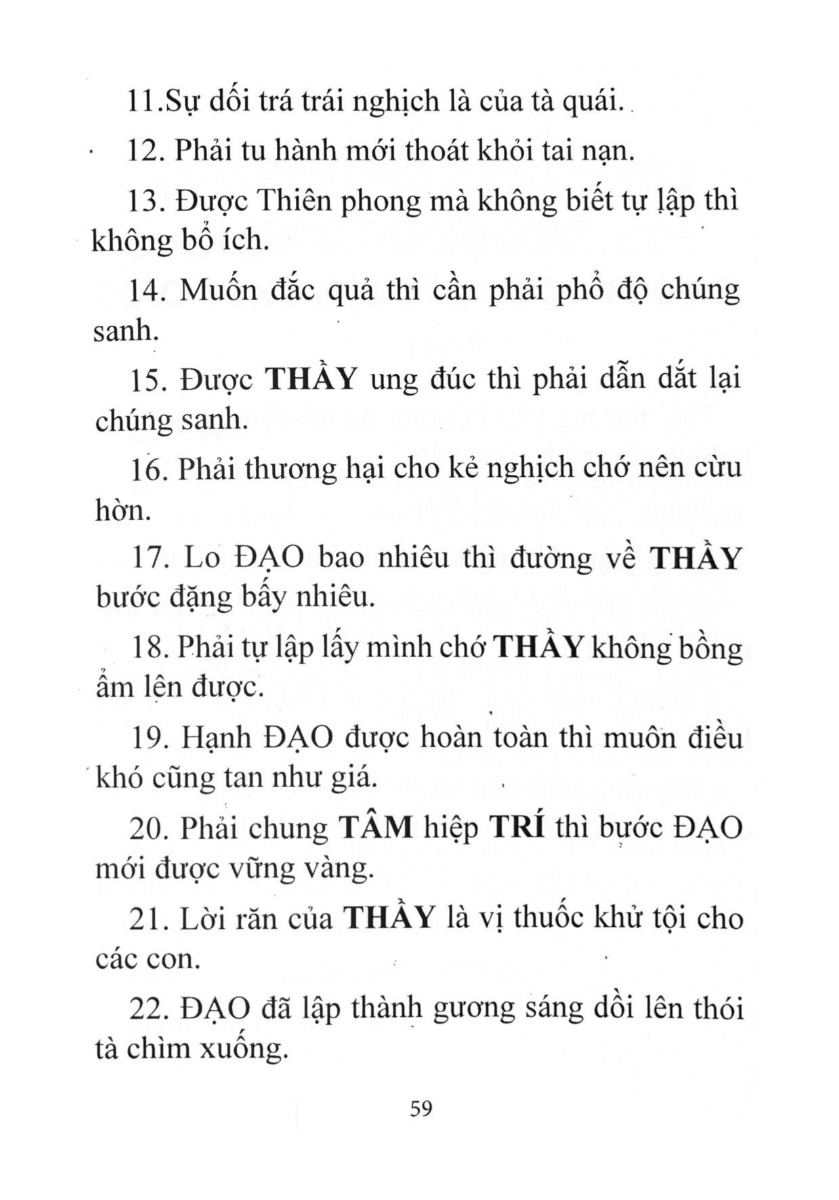 11.Sự dối trá trái nghịch là của tà quái.
12. Phải tu hành mới thoát khỏi tai nạn.
13. Được Thiên phong mà không biết tự lập thì
không bổ ích.
14. Muốn đắc quả thì cần phải phổ độ chúng
sanh.
15. Được THẦY ung đúc thì phải dẫn dắt lại
chúng sanh.
16. Phải thương hại cho kẻ nghịch chớ nên cừu
hờn.
17. Lo ĐẠO bao nhiêu thì đường về THẦY
bước đặng bấy nhiêu.
18. Phải tự lập lấy mình chớ THẦY không bồng
ẩm lên được.
19. Hạnh ĐẠO được hoàn toàn thì muôn điều
khó cũng tan như giá.
20. Phải chung TÂM hiệp TRÍ thì bước ĐẠO
mới được vững vàng.
21. Lời răn của THẦY là vị thuốc khử tội cho
các con.
22. ĐẠO đã lập thành gương sáng dồi lên thói
tà chìm xuống.
59